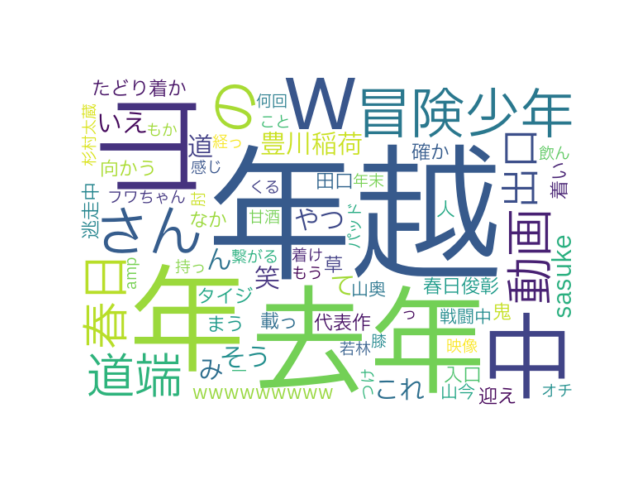 年越
去年
年
中
ヨ
W
の
冒険少年
さん
出口
動画
春日
道端
豊川稲荷
sasuke
たどり着か
いえ
何回
こと
もか
杉村太蔵
向かう
道
経っ
感じ
確か
飲ん
着い
フワちゃん
肘
なか
逃走中
くる
田口
年末
甘酒
やつ
パッド
人
繋がる
着け
もう
草
ん
笑
amp
持っ
タイジ
て
山奥
春日俊彰
まう
載っ
代表作
っ
戦闘中
鬼
み
そう
一
若林
膝
映像
wwwwwwwww
つけ
これ
入口
山今
迎え
オチ